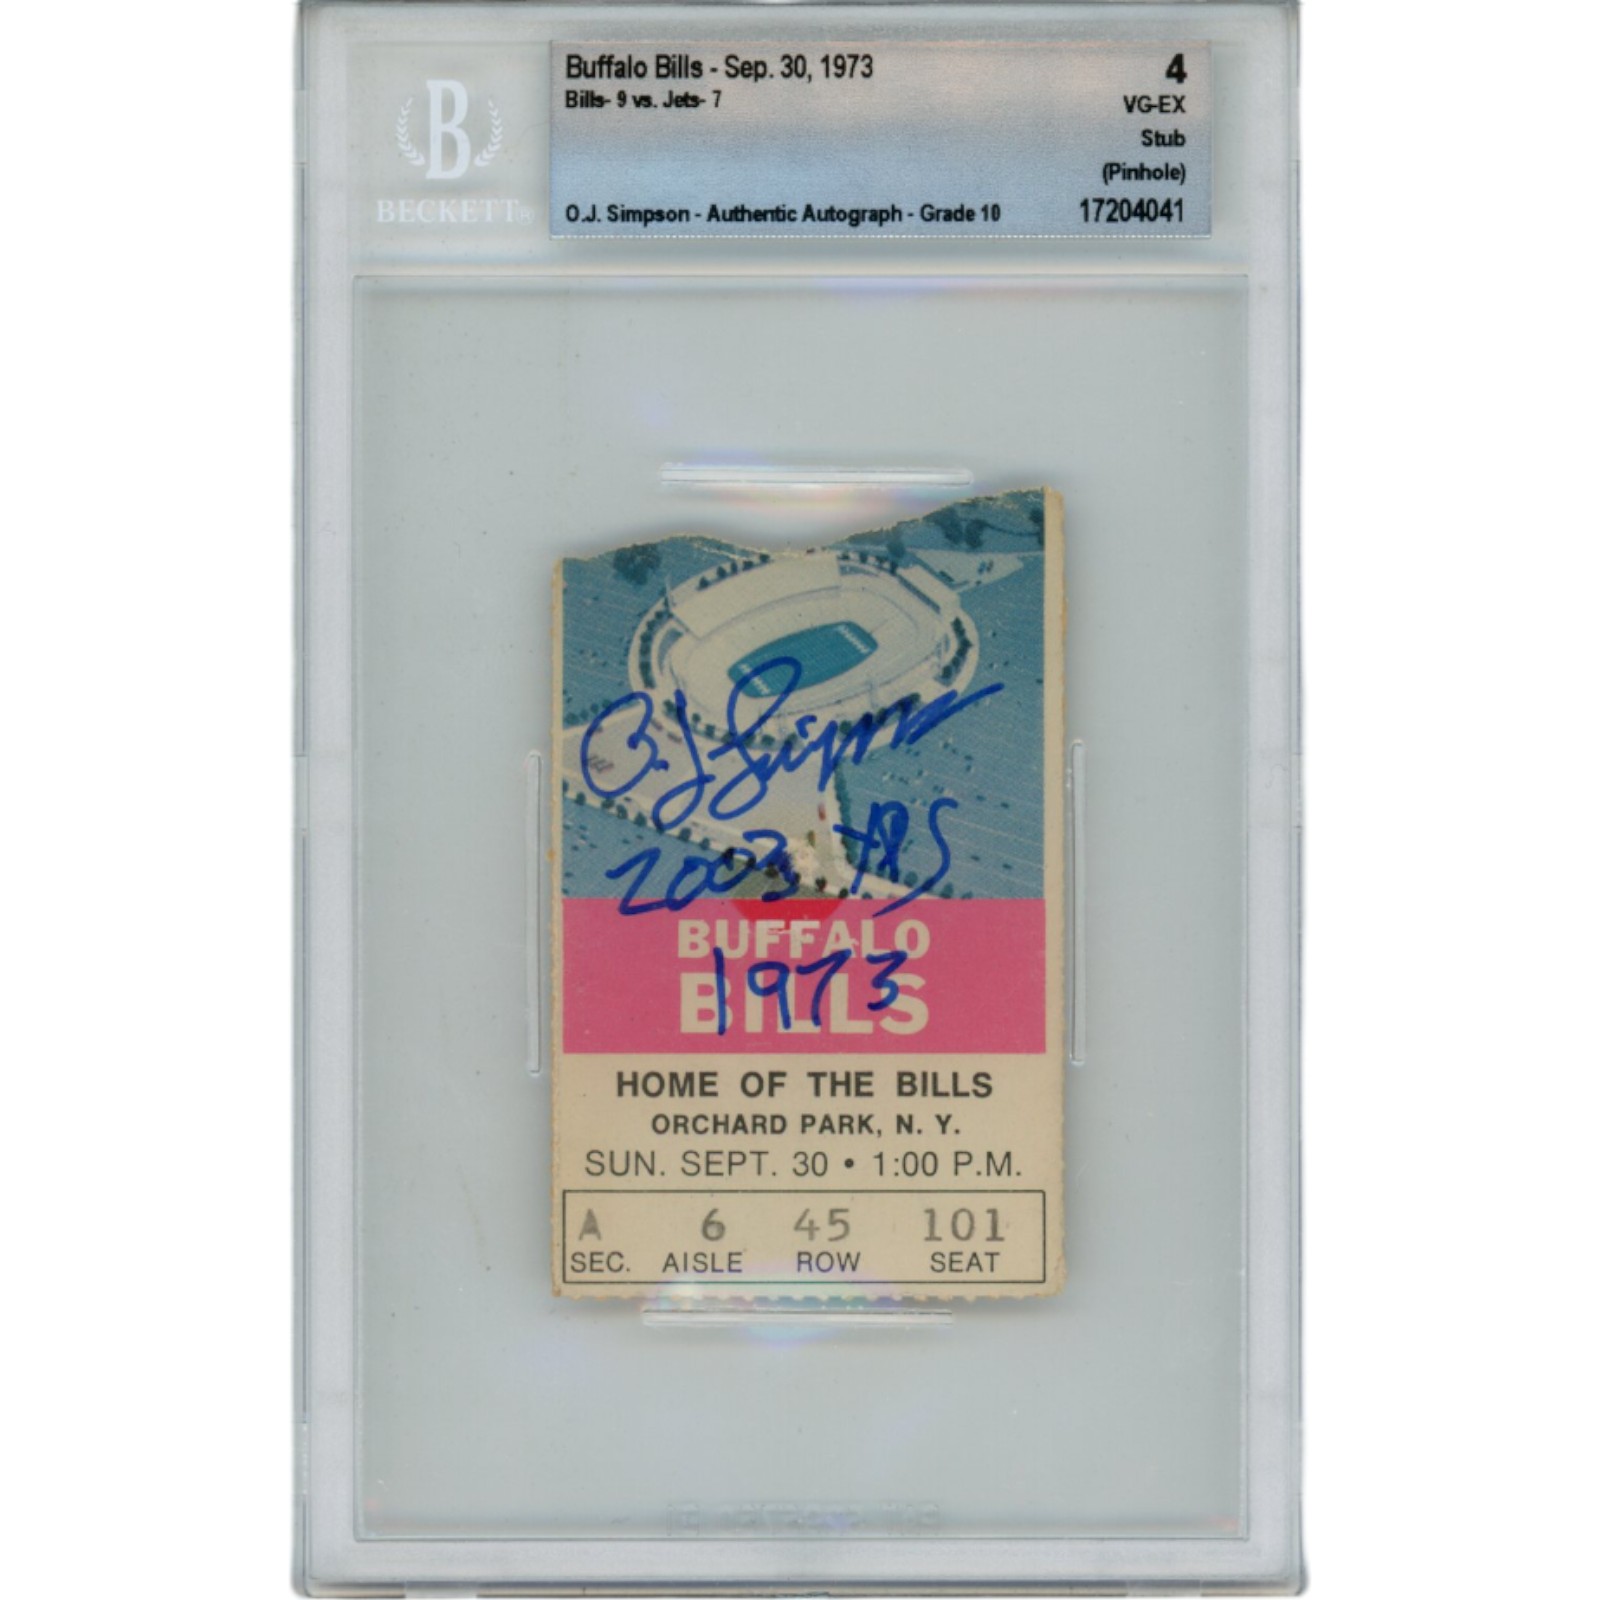 Buffalo Bills - Sep. 30, 1973
Bills- 9 vs. Jets- 7
4
VG-EX
Stub
(Pinhole)
O.J. Simpson - Authentic Autograph - Grade 10
17204041
B
BECKETT
O.J. Simpson
2003 YRS
1973
BUFFALO
BILLS
HOME OF THE BILLS
ORCHARD PARK, N. Y.
SUN. SEPT. 30 • 1:00 P.M.
A 6 45 101
SEC. AISLE ROW SEAT